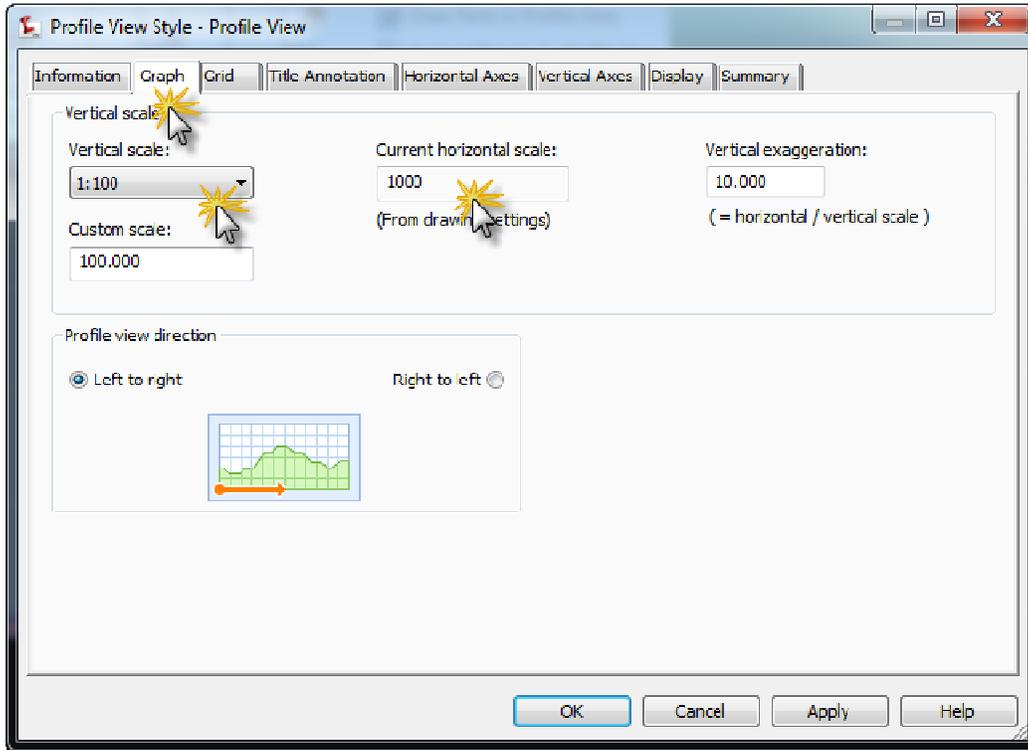 Profile View Style - Profile View
Information Graph Grid Title Annotation Horizontal Axes Vertical Axes Display Summary
Vertical scale
Vertical scale: Current horizontal scale: Vertical exaggeration:
1:100 1000 10.000
(From drawing settings) ( = horizontal / vertical scale )
Custom scale:
100.000
Profile view direction
Left to right Right to left
OK Cancel Apply Help